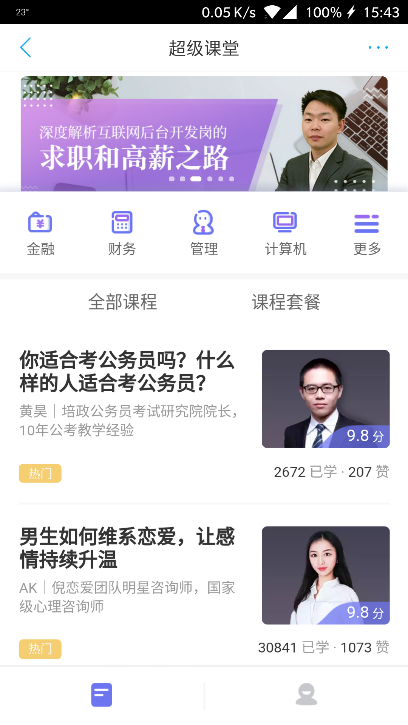 23°
0.05 K/s 100% 15:43
超级课堂
深度解析互联网后台开发岗的
求职和高薪之路
金融 财务 管理 计算机 更多
全部课程 课程套餐
你适合考公务员吗？什么
样的人适合考公务员？
黄昊｜培政公务员考试研究院院长，
10年公考教学经验
9.8 分
热门
2672 已学 · 207 赞
男生如何维系恋爱，让感
情持续升温
AK｜倪恋爱团队明星咨询师，国家
级心理咨询师
9.8 分
热门
30841 已学 · 1073 赞